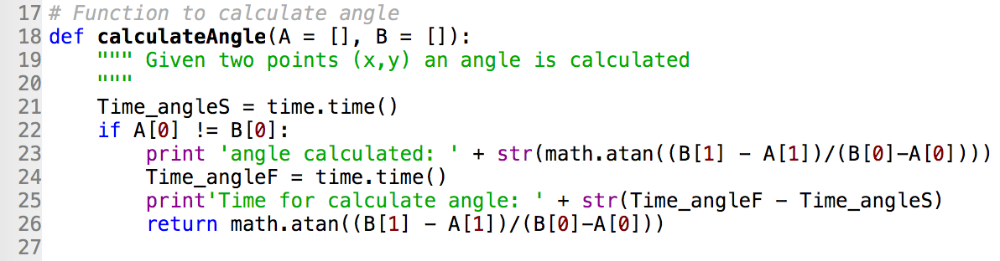 17 # Function to calculate angle
18 def calculateAngle(A = [], B = []):
19     """ Given two points (x,y) an angle is calculated
20     """
21     Time_angleS = time.time()
22     if A[0] != B[0]:
23         print 'angle calculated: ' + str(math.atan((B[1] - A[1])/(B[0]-A[0])))
24         Time_angleF = time.time()
25         print'Time for calculate angle: ' + str(Time_angleF - Time_angleS)
26         return math.atan((B[1] - A[1])/(B[0]-A[0]))
27